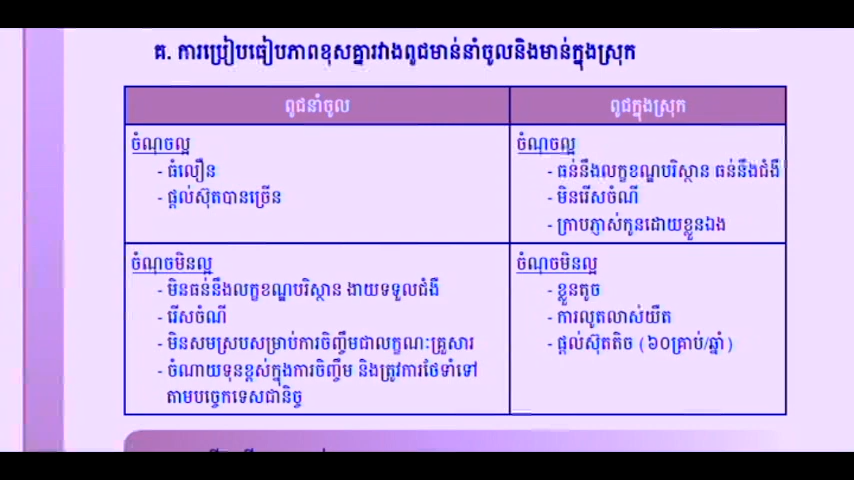 គ. ការប្រៀបធៀបភាពខុសគ្នារវាងពូជមាន់នាំចូលនិងមាន់ក្នុងស្រុក
ពូជនាំចូល
ពូជក្នុងស្រុក
ចំណុចល្អ
- ធំលឿន
- ផ្តល់ស៊ុតបានច្រើន
ចំណុចល្អ
- ធន់នឹងលក្ខខណ្ឌបរិស្ថាន ធន់នឹងជំងឺ
- មិនរើសចំណី
- ក្រាបភ្ញាស់កូនដោយខ្លួនឯង
ចំណុចមិនល្អ
- មិនធន់នឹងលក្ខខណ្ឌបរិស្ថាន ងាយទទួលជំងឺ
- រើសចំណី
- មិនសមស្របសម្រាប់ការចិញ្ចឹមជាលក្ខណៈគ្រួសារ
- ចំណាយទុនខ្ពស់ក្នុងការចិញ្ចឹម និងត្រូវការថែទាំទៅ
តាមបច្ចេកទេសជានិច្ច
ចំណុចមិនល្អ
- ខ្លួនតូច
- ការលូតលាស់យឺត
- ផ្តល់ស៊ុតតិច (៦០គ្រាប់/ឆ្នាំ)